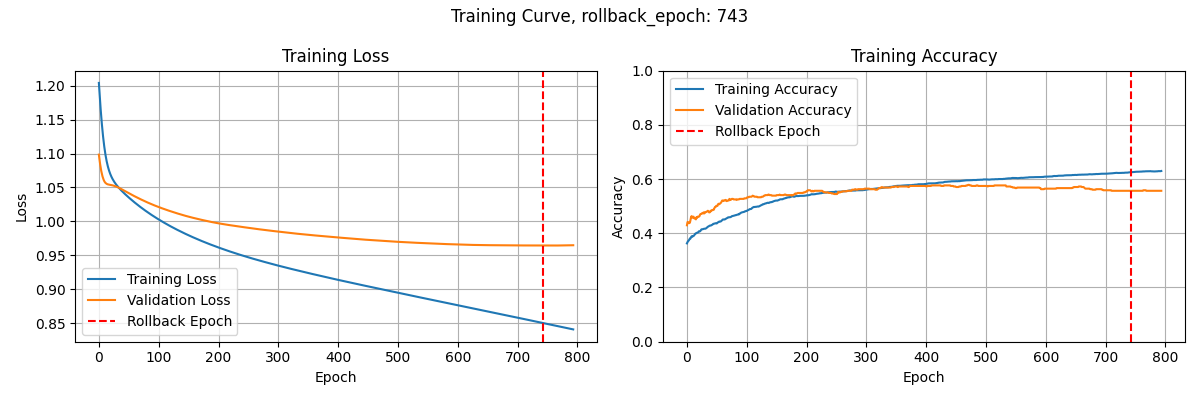 Training Curve, rollback_epoch: 743
Training Loss
1.20
1.15
1.10
1.05
1.00
0.95
0.90
0.85
Loss
Training Loss
Validation Loss
Rollback Epoch
0 100 200 300 400 500 600 700 800
Epoch
Training Accuracy
1.0
0.8
0.6
0.4
0.2
0.0
Accuracy
Training Accuracy
Validation Accuracy
Rollback Epoch
0 100 200 300 400 500 600 700 800
Epoch